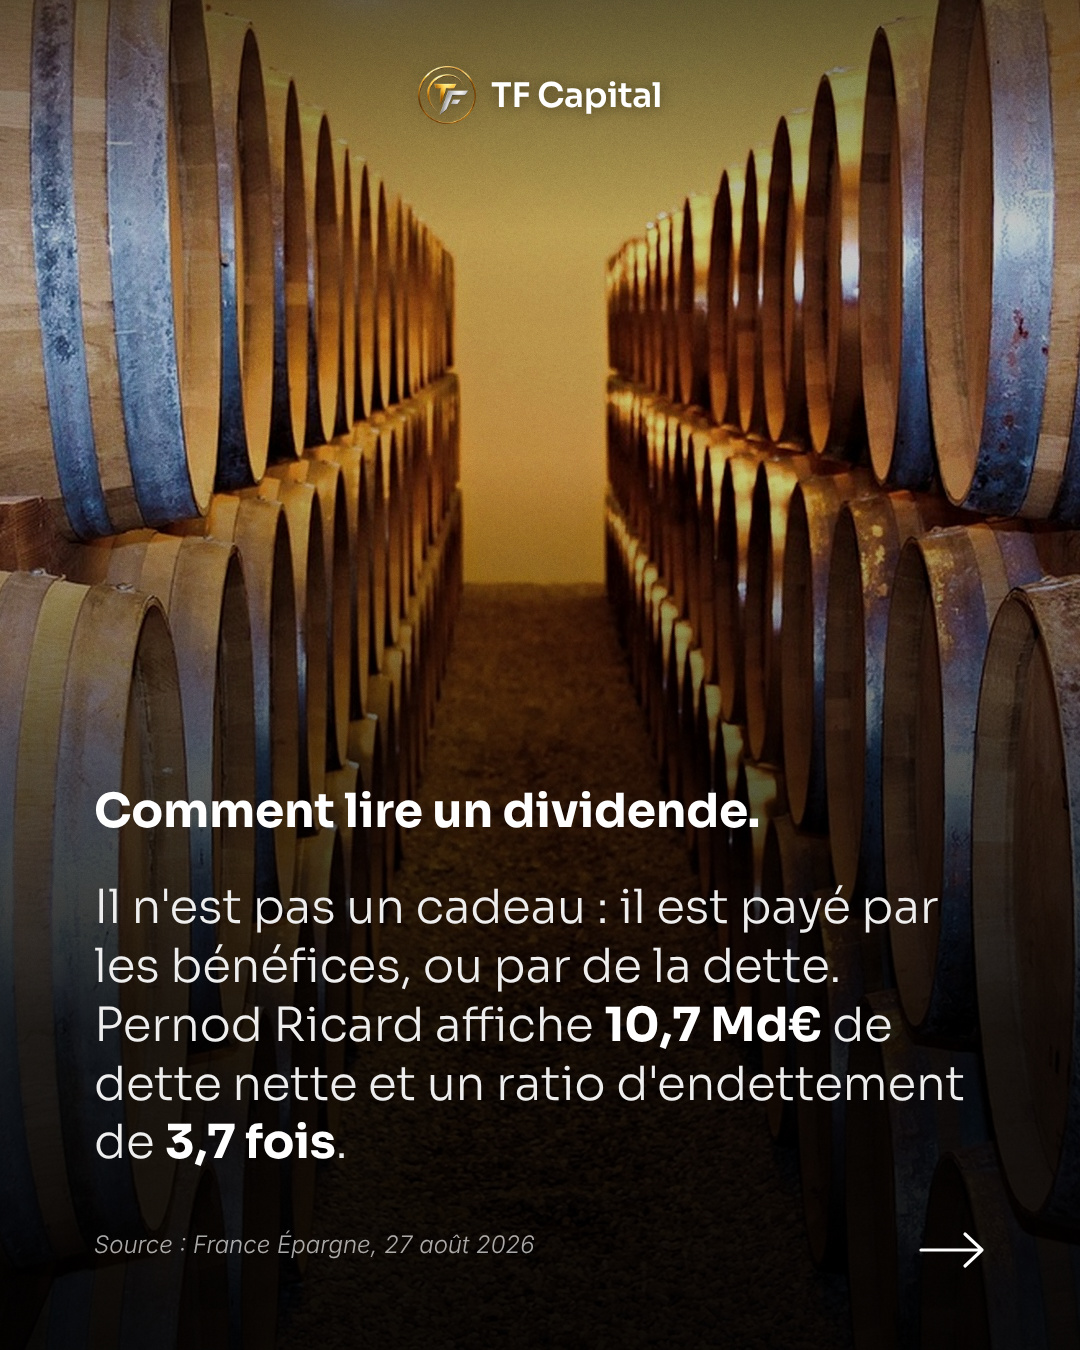 TF Capital
Comment lire un dividende.
Il n'est pas un cadeau : il est payé par
les bénéfices, ou par de la dette.
Pernod Ricard affiche 10,7 Md€ de
dette nette et un ratio d'endettement
de 3,7 fois.
Source : France Épargne, 27 août 2026